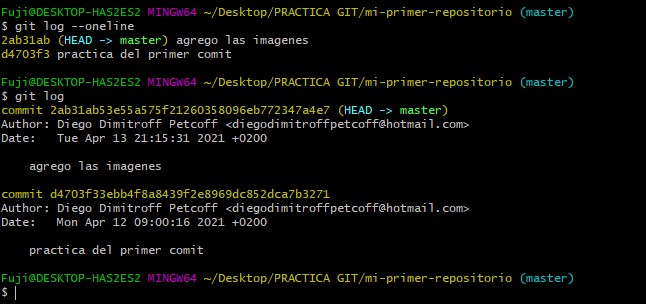 Fuji@DESKTOP-HAS2ES2 MINGW64 ~/Desktop/PRACTICA GIT/mi-primer-repositorio (master)
$ git log --oneline
2ab31ab (HEAD -> master) agrego las imagenes
d4703f3 practica del primer comit
Fuji@DESKTOP-HAS2ES2 MINGW64 ~/Desktop/PRACTICA GIT/mi-primer-repositorio (master)
$ git log
commit 2ab31ab53e55a575f21260358096eb772347a4e7 (HEAD -> master)
Author: Diego Dimitroff Petcoff <diegodimitroffpetcoff@hotmail.com>
Date:   Tue Apr 13 21:15:31 2021 +0200
agrego las imagenes
commit d4703f33ebb4f8a8439f2e8969dc852dca7b3271
Author: Diego Dimitroff Petcoff <diegodimitroffpetcoff@hotmail.com>
Date:   Mon Apr 12 09:00:16 2021 +0200
practica del primer comit
Fuji@DESKTOP-HAS2ES2 MINGW64 ~/Desktop/PRACTICA GIT/mi-primer-repositorio (master)
$